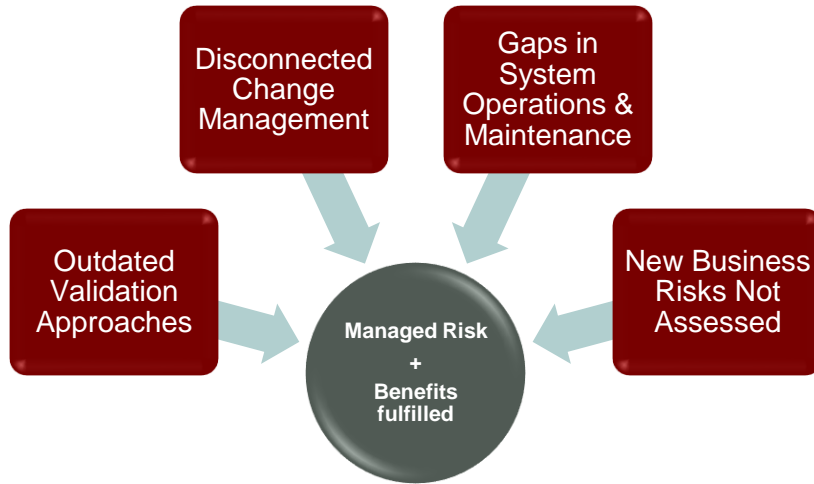 Disconnected
Change
Management
Gaps in
System
Operations &
Maintenance
Outdated
Validation
Approaches
New Business
Risks Not
Assessed
Managed Risk
+
Benefits
fulfilled